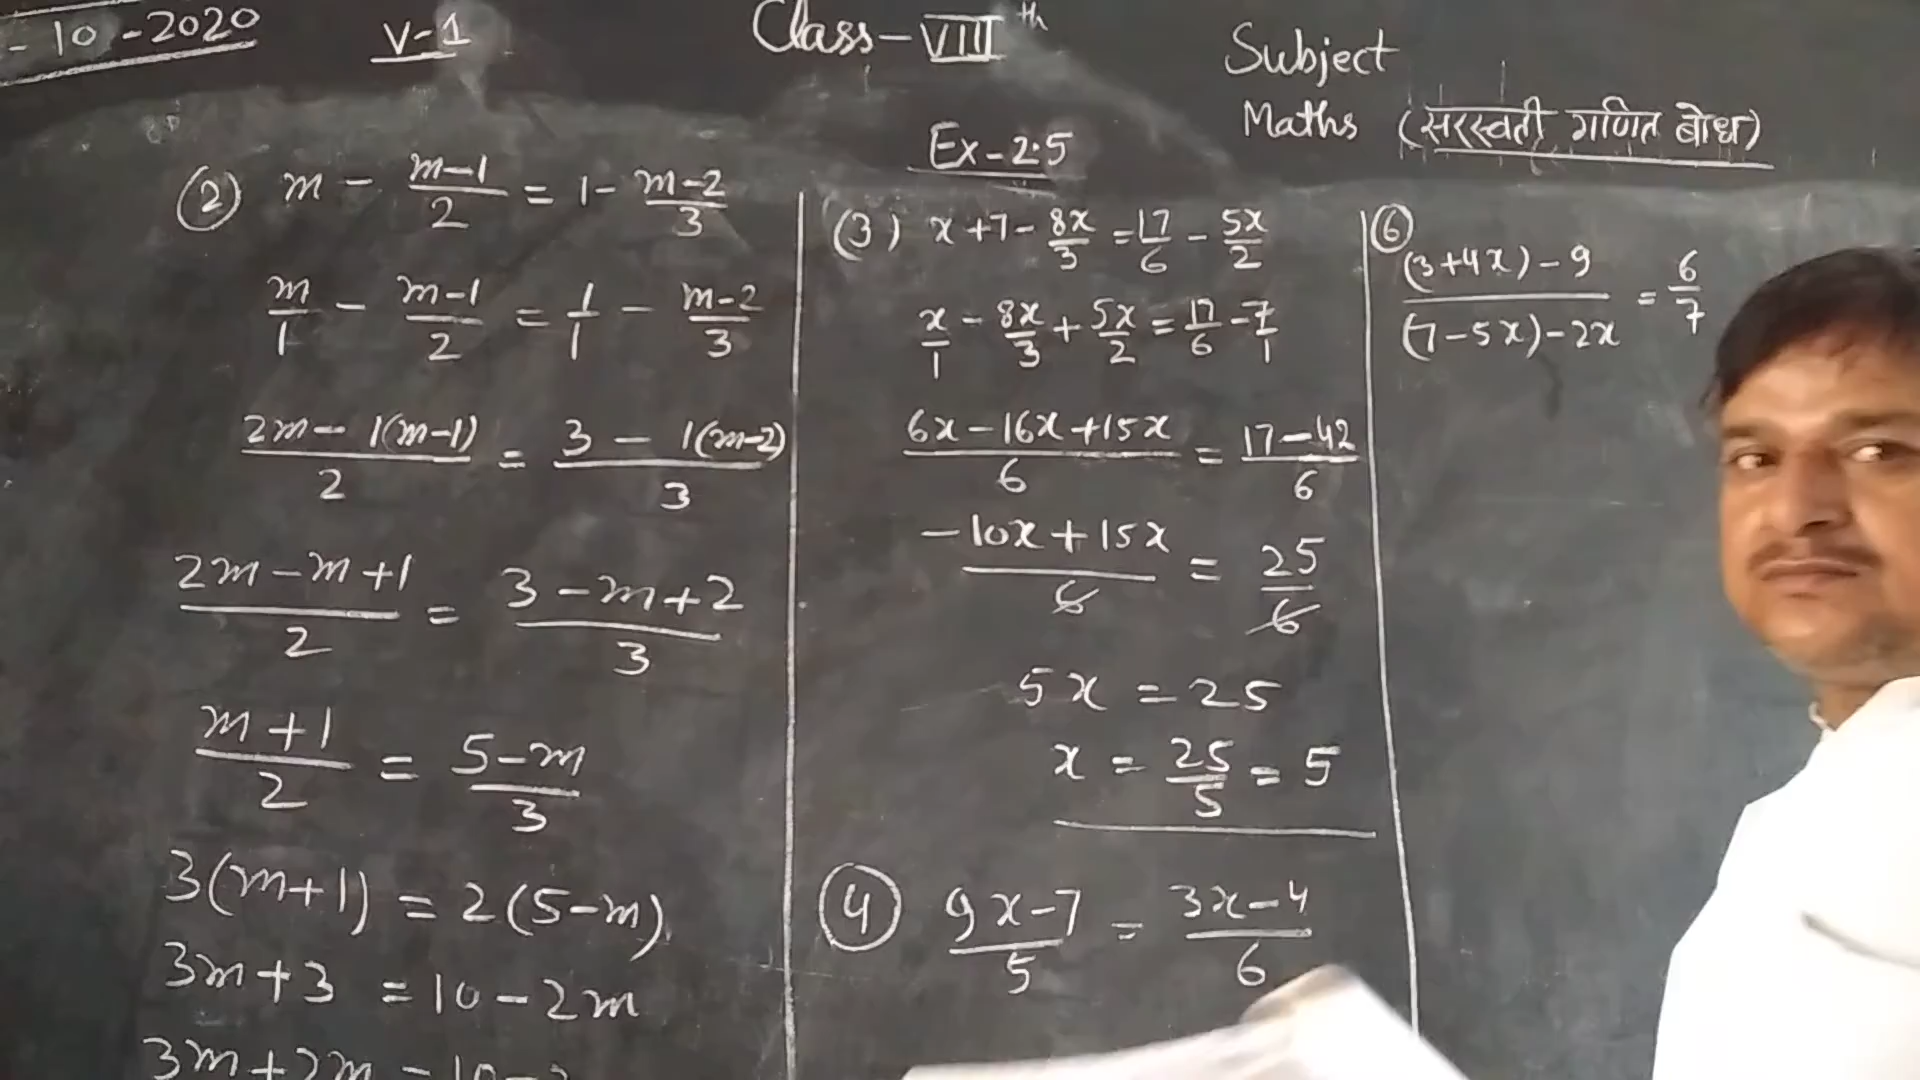 -10-2020
V-1
Class-VIIIth
Subject
Maths (सरस्वती गणित बोध)
Ex-2.5
(2) m - (m-1)/2 = 1 - (m-2)/3
m/1 - (m-1)/2 = 1/1 - (m-2)/3
(2m - 1(m-1))/2 = (3 - 1(m-2))/3
(2m-m+1)/2 = (3-m+2)/3
(m+1)/2 = (5-m)/3
3(m+1) = 2(5-m)
3m+3 = 10-2m
3m+2m = 10-3
(3) x+7 - 8x/3 = 17/6 - 5x/2
x/1 - 8x/3 + 5x/2 = 17/6 - 7/1
(6x-16x+15x)/6 = (17-42)/6
(-10x+15x)/6 = 25/6
5x = 25
x = 25/5 = 5
(4) (9x-7)/5 = (3x-4)/6
(6) ((3+4x)-9)/((7-5x)-2x) = 6/7